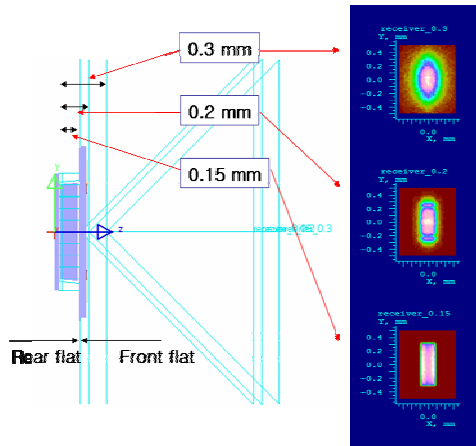 0.3 mm
0.2 mm
0.15 mm
Y
z
Rear flat
Front flat
receiver_0.3
Y, mm
0.4
0.2
0.0
-0.2
-0.4
0.0
X, mm
receiver_0.2
Y, mm
0.4
0.2
0.0
-0.2
-0.4
0.0
X, mm
receiver_0.15
Y, mm
0.4
0.2
0.0
-0.2
-0.4
0.0
X, mm